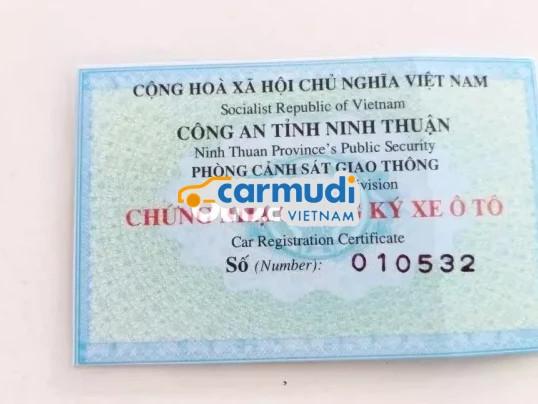 CỘNG HOÀ XÃ HỘI CHỦ NGHĨA VIỆT NAM
Socialist Republic of Vietnam
CÔNG AN TỈNH NINH THUẬN
Ninh Thuan Province's Public Security
PHÒNG CẢNH SÁT GIAO THÔNG
carmudi
VIETNAM
CHỨNG KÝ XE Ô TÔ
Car Registration Certificate
Số (Number): 010532